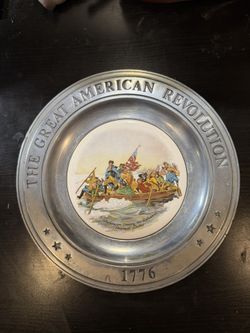 THE GREAT AMERICAN REVOLUTION
1776